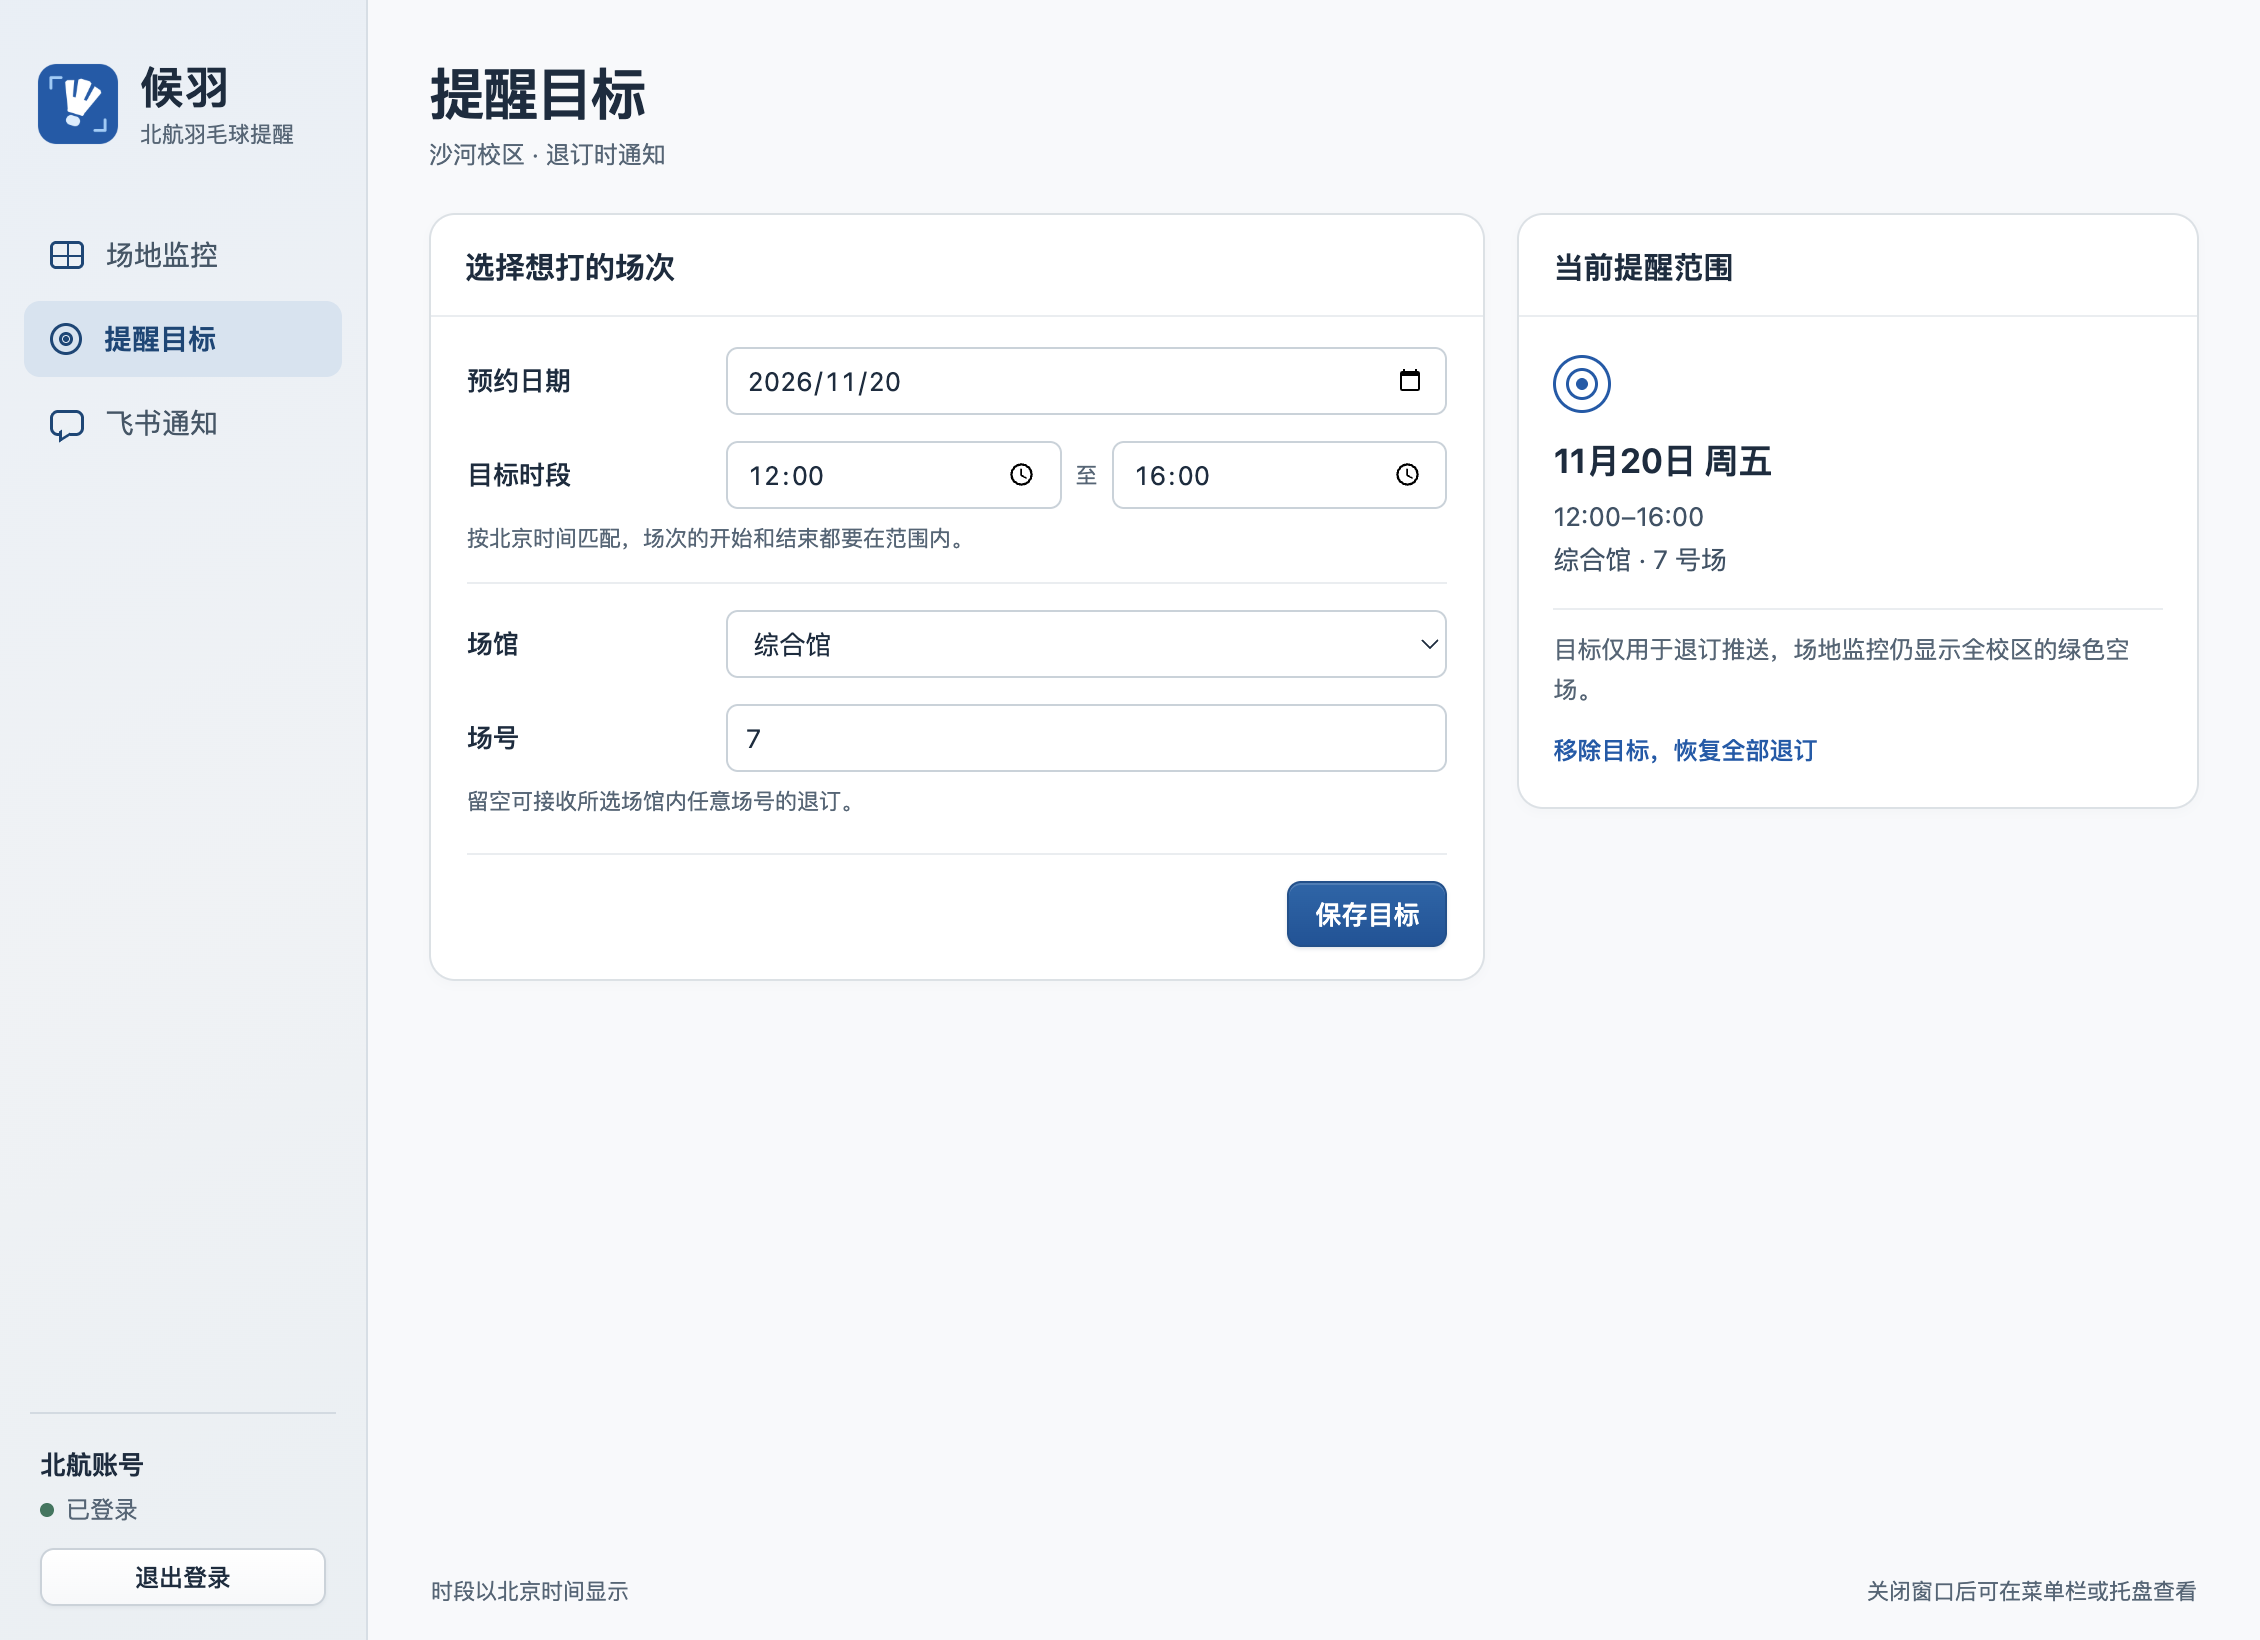 候羽
北航羽毛球提醒
场地监控
提醒目标
飞书通知
北航账号
已登录
退出登录
提醒目标
沙河校区 · 退订时通知
选择想打的场次
预约日期
2026/11/20
目标时段
12:00 至 16:00
按北京时间匹配，场次的开始和结束都要在范围内。
场馆
综合馆
场号
7
留空可接收所选场馆内任意场号的退订。
保存目标
当前提醒范围
11月20日 周五
12:00–16:00
综合馆 · 7 号场
目标仅用于退订推送，场地监控仍显示全校区的绿色空
场。
移除目标，恢复全部退订
时段以北京时间显示
关闭窗口后可在菜单栏或托盘查看